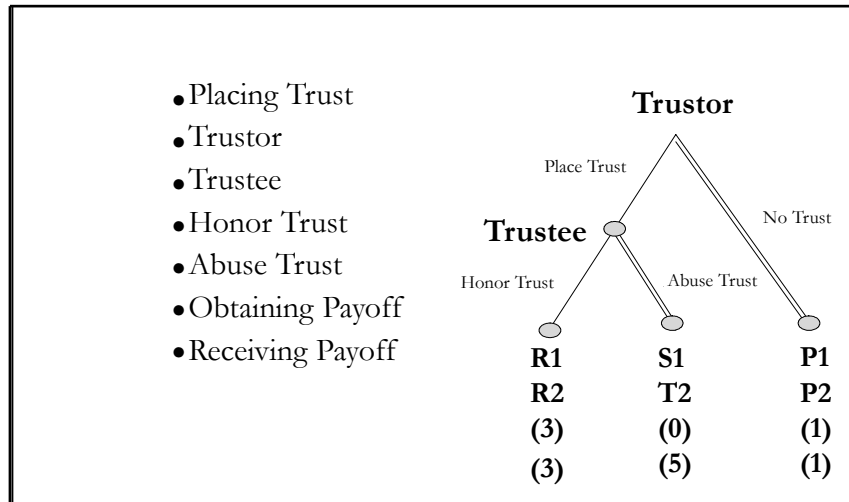 • Placing Trust
• Trustor
• Trustee
• Honor Trust
• Abuse Trust
• Obtaining Payoff
• Receiving Payoff
Trustor
Place Trust
No Trust
Trustee
Honor Trust
Abuse Trust
R1 S1 P1
R2 T2 P2
(3) (0) (1)
(3) (5) (1)